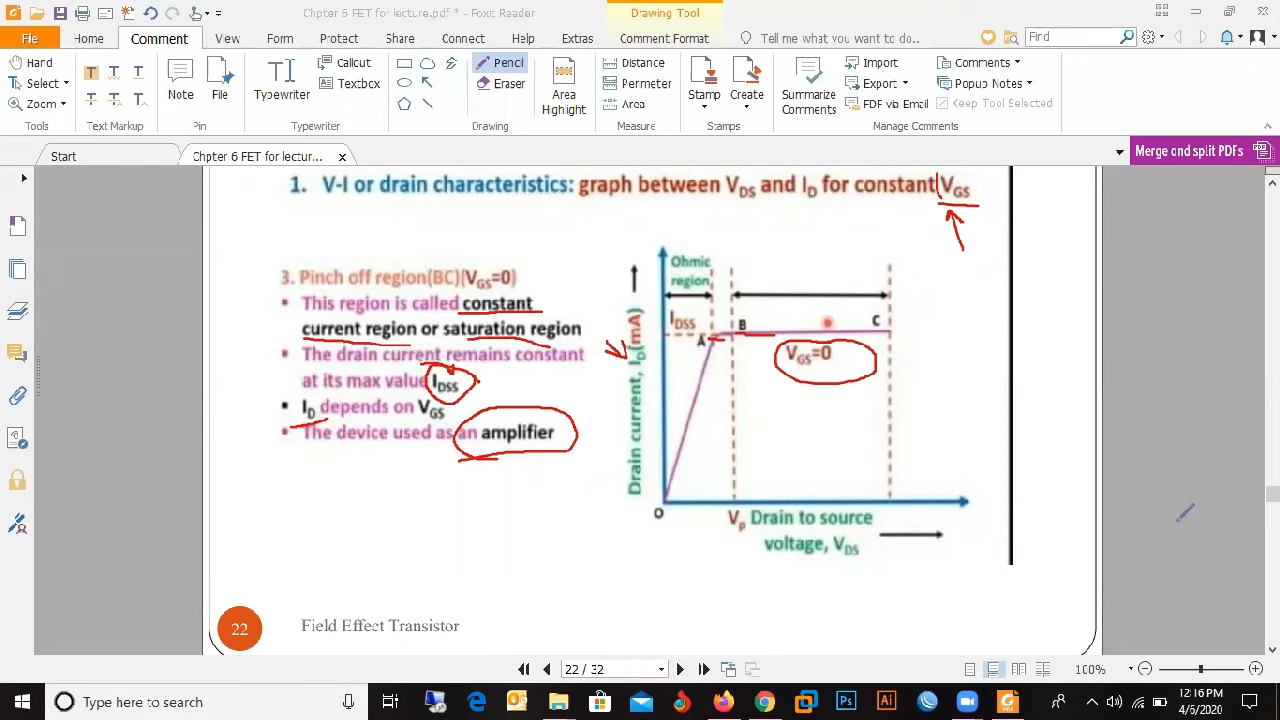 Chpter 6 FET for lecture.pdf * - Foxit Reader
Drawing Tool
File Home Comment View Form Protect Share Connect Help Extras Comment Format Tell me what you want to do.. Find
Hand
Select
Zoom
Tools
Text Markup
Note
File
Pin
Typewriter
Callout
Textbox
Typewriter
Pencil
Eraser
Drawing
Area Highlight
Distance
Perimeter
Area
Measure
Stamp
Create
Stamps
Summarize Comments
Import
Export
FDF via Email
Comments
Popup Notes
Keep Tool Selected
Manage Comments
Start
Chpter 6 FET for lectur...
Merge and split PDFs
1. V-I or drain characteristics: graph between VDS and ID for constant VGS
3. Pinch off region(BC)(VGS=0)
▪ This region is called constant
current region or saturation region
▪ The drain current remains constant
at its max value IDSS
▪ ID depends on VGS
▪ The device used as an amplifier
Ohmic
region
IDSS
A
B
C
VGS=0
Drain current, ID(mA)
O
Vp Drain to source
voltage, VDS
22 Field Effect Transistor
22 / 32
100%
Type here to search
12:16 PM
4/6/2020